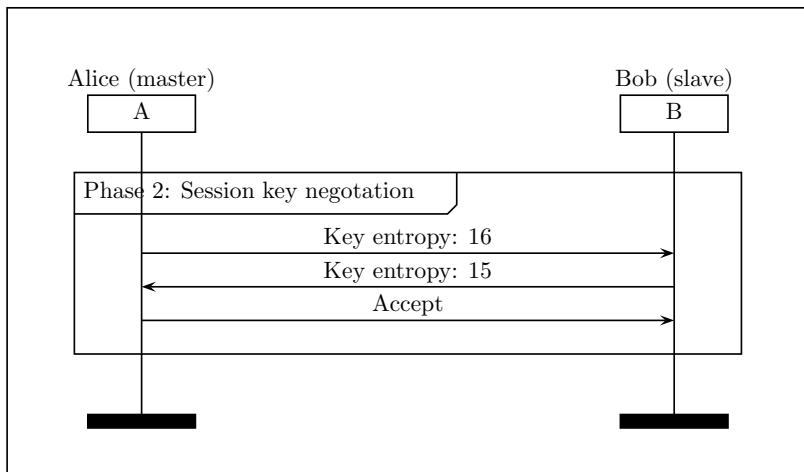 Alice (master)
Bob (slave)
A
B
Phase 2: Session key negotation
Key entropy: 16
Key entropy: 15
Accept